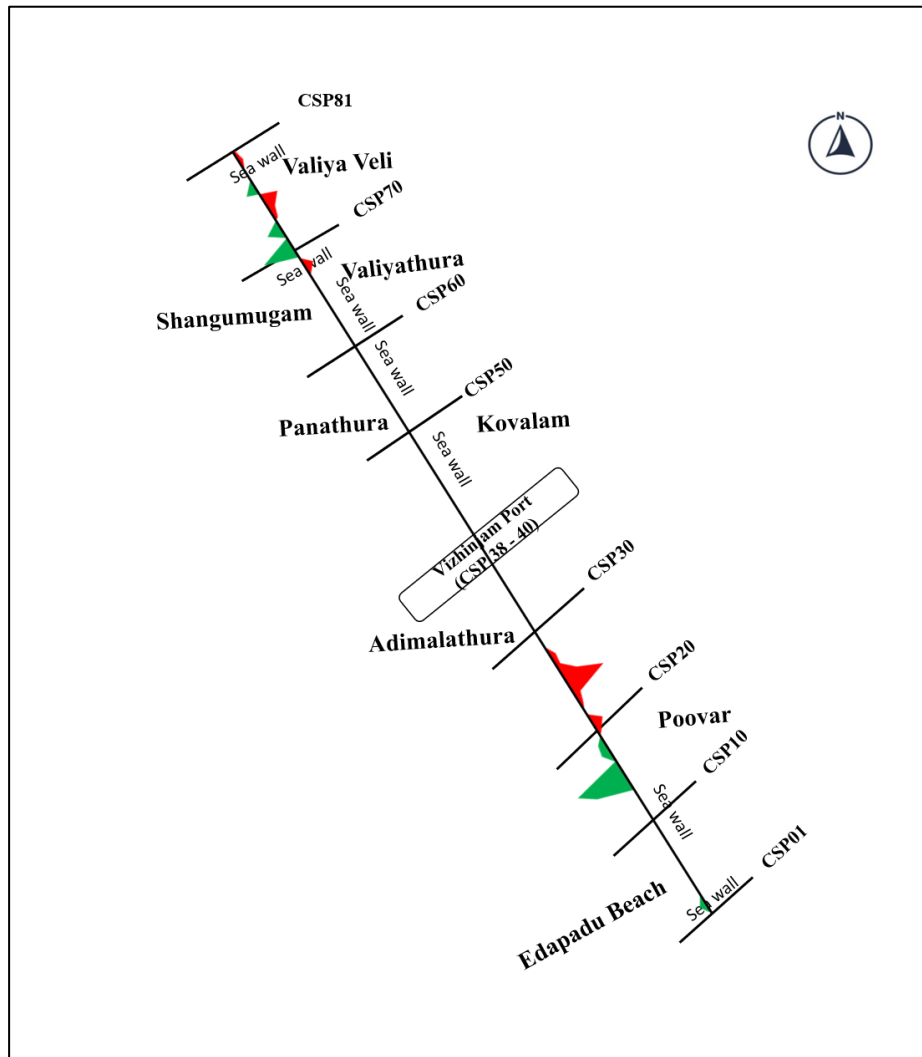 N
CSP81
Sea wall
Valiya Veli
CSP70
Sea wall
Valiyathura
Sea wall
CSP60
Shangumugam
Sea wall
CSP50
Panathura
Kovalam
Sea wall
Vizhinjam Port
(CSP 38 - 40)
CSP30
Adimalathura
CSP20
Poovar
CSP10
Sea wall
CSP01
Sea wall
Edapadu Beach